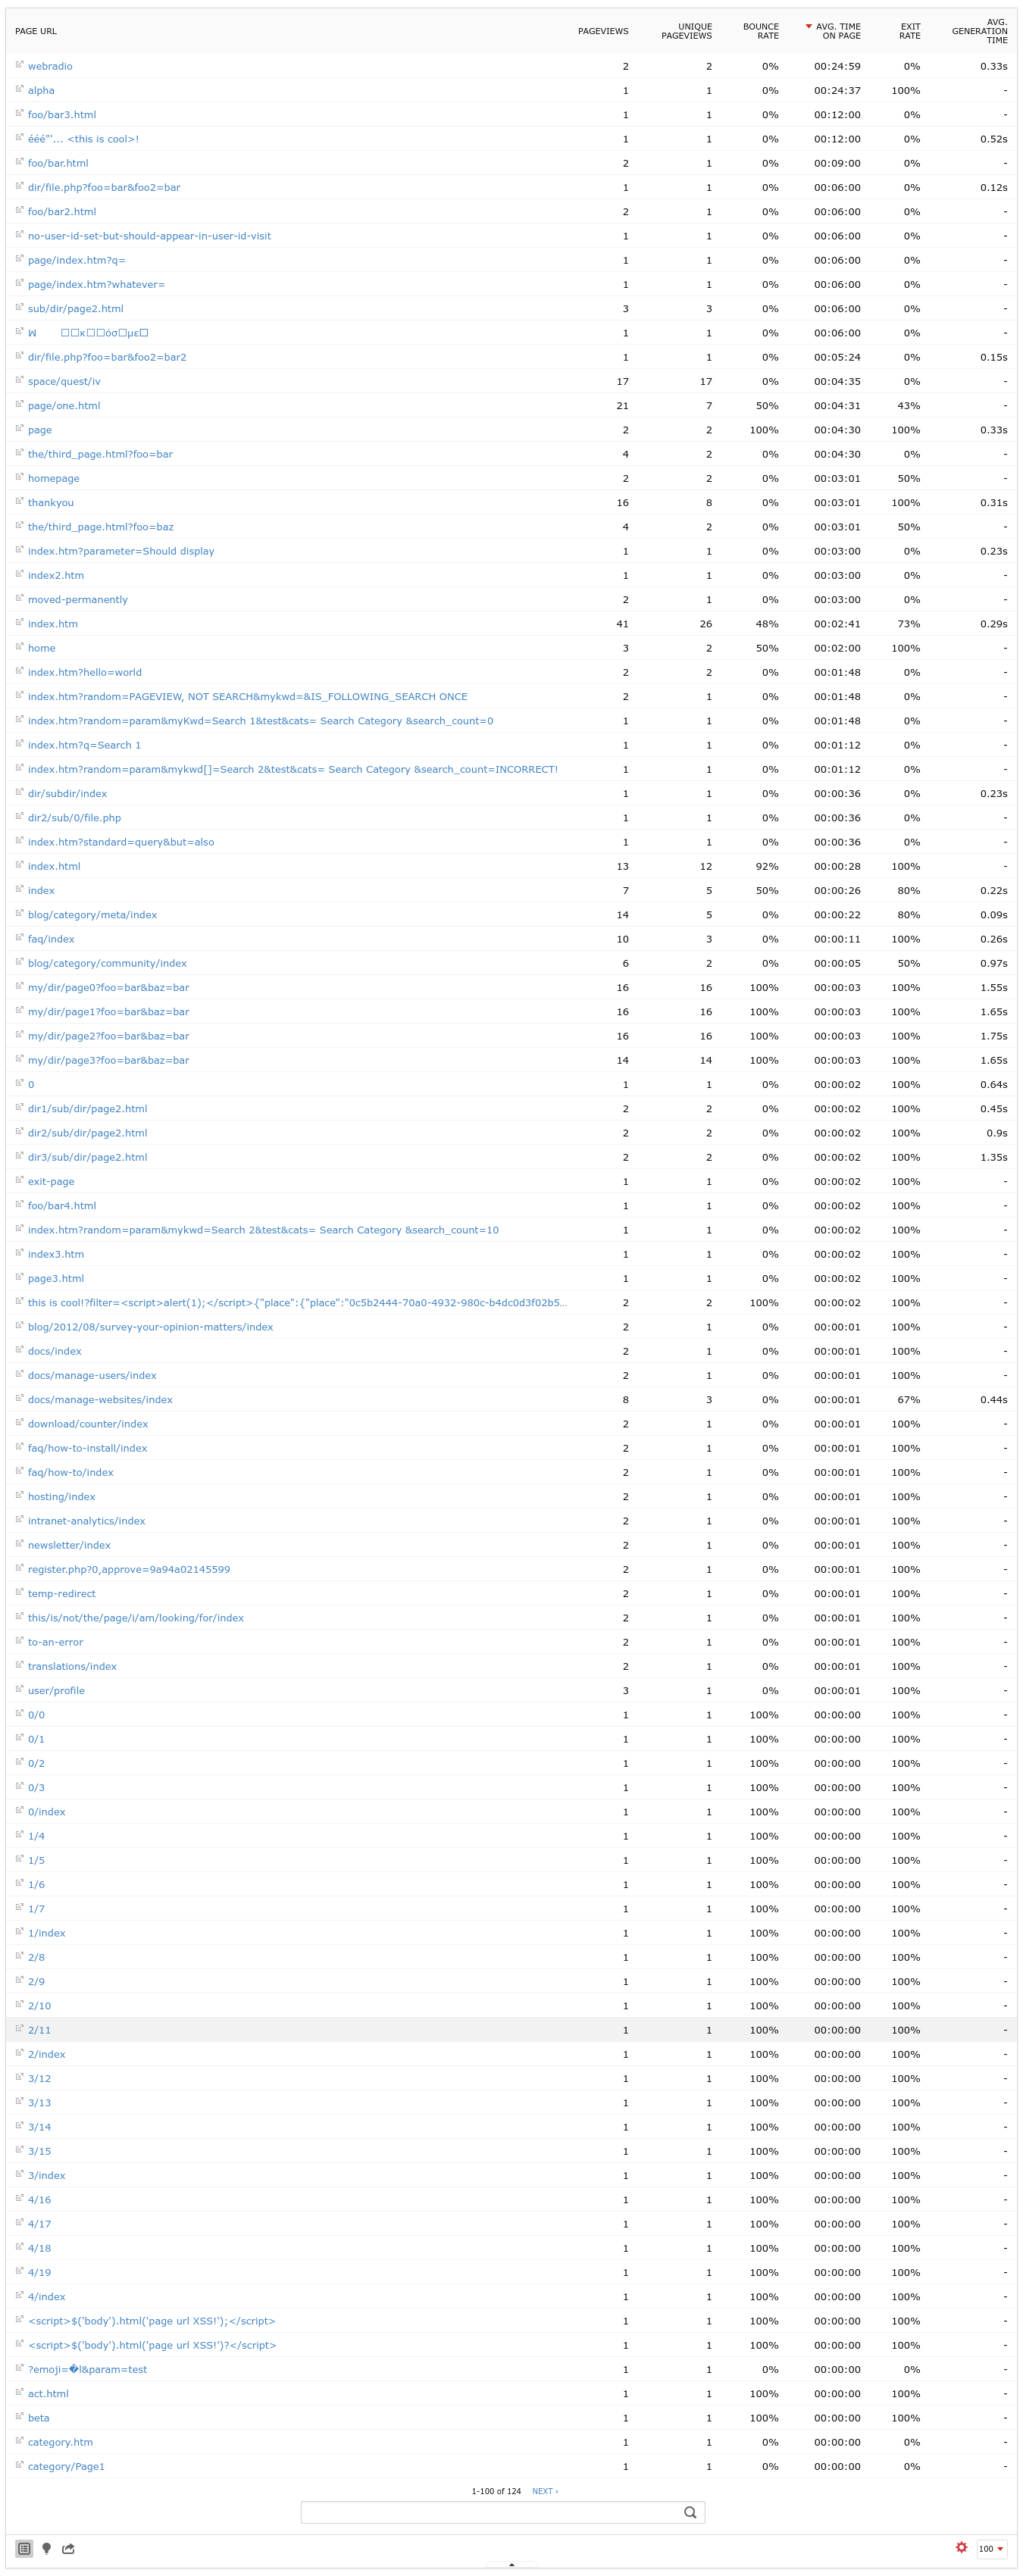 PAGE URL PAGEVIEWS UNIQUE PAGEVIEWS BOUNCE RATE AVG. TIME ON PAGE EXIT RATE AVG. GENERATION TIME
webradio 2 2 0% 00:24:59 0% 0.33s
alpha 1 1 0% 00:24:37 100% -
foo/bar3.html 1 1 0% 00:12:00 0% -
ééé"'... <this is cool>! 1 1 0% 00:12:00 0% 0.52s
foo/bar.html 2 1 0% 00:09:00 0% -
dir/file.php?foo=bar&foo2=bar 1 1 0% 00:06:00 0% 0.12s
foo/bar2.html 2 1 0% 00:06:00 0% -
no-user-id-set-but-should-appear-in-user-id-visit 1 1 0% 00:06:00 0% -
page/index.htm?q= 1 1 0% 00:06:00 0% -
page/index.htm?whatever= 1 1 0% 00:06:00 0% -
sub/dir/page2.html 3 3 0% 00:06:00 0% -
1 1 0% 00:06:00 0% -
dir/file.php?foo=bar&foo2=bar2 1 1 0% 00:05:24 0% 0.15s
space/quest/iv 17 17 0% 00:04:35 0% -
page/one.html 21 7 50% 00:04:31 43% -
page 2 2 100% 00:04:30 100% 0.33s
the/third_page.html?foo=bar 4 2 0% 00:04:30 0% -
homepage 2 2 0% 00:03:01 50% -
thankyou 16 8 0% 00:03:01 100% 0.31s
the/third_page.html?foo=baz 4 2 0% 00:03:01 50% -
index.htm?parameter=Should display 1 1 0% 00:03:00 0% 0.23s
index2.htm 1 1 0% 00:03:00 0% -
moved-permanently 2 1 0% 00:03:00 0% -
index.htm 41 26 48% 00:02:41 73% 0.29s
home 3 2 50% 00:02:00 100% -
index.htm?hello=world 2 2 0% 00:01:48 0% -
index.htm?random=PAGEVIEW, NOT SEARCH&mykwd=&IS_FOLLOWING_SEARCH ONCE 2 1 0% 00:01:48 0% -
index.htm?random=param&myKwd=Search 1&test&cats= Search Category &search_count=0 1 1 0% 00:01:48 0% -
index.htm?q=Search 1 1 1 0% 00:01:12 0% -
index.htm?random=param&mykwd[]=Search 2&test&cats= Search Category &search_count=INCORRECT! 1 1 0% 00:01:12 0% -
dir/subdir/index 1 1 0% 00:00:36 0% 0.23s
dir2/sub/0/file.php 1 1 0% 00:00:36 0% -
index.htm?standard=query&but=also 1 1 0% 00:00:36 0% -
index.html 13 12 92% 00:00:28 100% -
index 7 5 50% 00:00:26 80% 0.22s
blog/category/meta/index 14 5 0% 00:00:22 80% 0.09s
faq/index 10 3 0% 00:00:11 100% 0.26s
blog/category/community/index 6 2 0% 00:00:05 50% 0.97s
my/dir/page0?foo=bar&baz=bar 16 16 100% 00:00:03 100% 1.55s
my/dir/page1?foo=bar&baz=bar 16 16 100% 00:00:03 100% 1.65s
my/dir/page2?foo=bar&baz=bar 16 16 100% 00:00:03 100% 1.75s
my/dir/page3?foo=bar&baz=bar 14 14 100% 00:00:03 100% 1.65s
0 1 1 0% 00:00:02 100% 0.64s
dir1/sub/dir/page2.html 2 2 0% 00:00:02 100% 0.45s
dir2/sub/dir/page2.html 2 2 0% 00:00:02 100% 0.9s
dir3/sub/dir/page2.html 2 2 0% 00:00:02 100% 1.35s
exit-page 1 1 0% 00:00:02 100% -
foo/bar4.html 1 1 0% 00:00:02 100% -
index.htm?random=param&mykwd=Search 2&test&cats= Search Category &search_count=10 1 1 0% 00:00:02 100% -
index3.htm 1 1 0% 00:00:02 100% -
page3.html 1 1 0% 00:00:02 100% -
this is cool!?filter=<script>alert(1);</script>{"place":{"place":"0c5b2444-70a0-4932-980c-b4dc0d3f02b5... 2 2 100% 00:00:02 100% -
blog/2012/08/survey-your-opinion-matters/index 2 1 0% 00:00:01 100% -
docs/index 2 1 0% 00:00:01 100% -
docs/manage-users/index 2 1 0% 00:00:01 100% -
docs/manage-websites/index 8 3 0% 00:00:01 67% 0.44s
download/counter/index 2 1 0% 00:00:01 100% -
faq/how-to-install/index 2 1 0% 00:00:01 100% -
faq/how-to/index 2 1 0% 00:00:01 100% -
hosting/index 2 1 0% 00:00:01 100% -
intranet-analytics/index 2 1 0% 00:00:01 100% -
newsletter/index 2 1 0% 00:00:01 100% -
register.php?0,approve=9a94a02145599 2 1 0% 00:00:01 100% -
temp-redirect 2 1 0% 00:00:01 100% -
this/is/not/the/page/i/am/looking/for/index 2 1 0% 00:00:01 100% -
to-an-error 2 1 0% 00:00:01 100% -
translations/index 2 1 0% 00:00:01 100% -
user/profile 3 1 0% 00:00:01 100% -
0/0 1 1 100% 00:00:00 100% -
0/1 1 1 100% 00:00:00 100% -
0/2 1 1 100% 00:00:00 100% -
0/3 1 1 100% 00:00:00 100% -
0/index 1 1 100% 00:00:00 100% -
1/4 1 1 100% 00:00:00 100% -
1/5 1 1 100% 00:00:00 100% -
1/6 1 1 100% 00:00:00 100% -
1/7 1 1 100% 00:00:00 100% -
1/index 1 1 100% 00:00:00 100% -
2/8 1 1 100% 00:00:00 100% -
2/9 1 1 100% 00:00:00 100% -
2/10 1 1 100% 00:00:00 100% -
2/11 1 1 100% 00:00:00 100% -
2/index 1 1 100% 00:00:00 100% -
3/12 1 1 100% 00:00:00 100% -
3/13 1 1 100% 00:00:00 100% -
3/14 1 1 100% 00:00:00 100% -
3/15 1 1 100% 00:00:00 100% -
3/index 1 1 100% 00:00:00 100% -
4/16 1 1 100% 00:00:00 100% -
4/17 1 1 100% 00:00:00 100% -
4/18 1 1 100% 00:00:00 100% -
4/19 1 1 100% 00:00:00 100% -
4/index 1 1 100% 00:00:00 100% -
<script>$('body').html('page url XSS!');</script> 1 1 100% 00:00:00 100% -
<script>$('body').html('page url XSS!')?</script> 1 1 100% 00:00:00 100% -
?emoji=�l&param=test 1 1 0% 00:00:00 0% -
act.html 1 1 100% 00:00:00 100% -
beta 1 1 100% 00:00:00 100% -
category.htm 1 1 0% 00:00:00 0% -
category/Page1 1 1 0% 00:00:00 0% -
1-100 of 124 NEXT ›
100